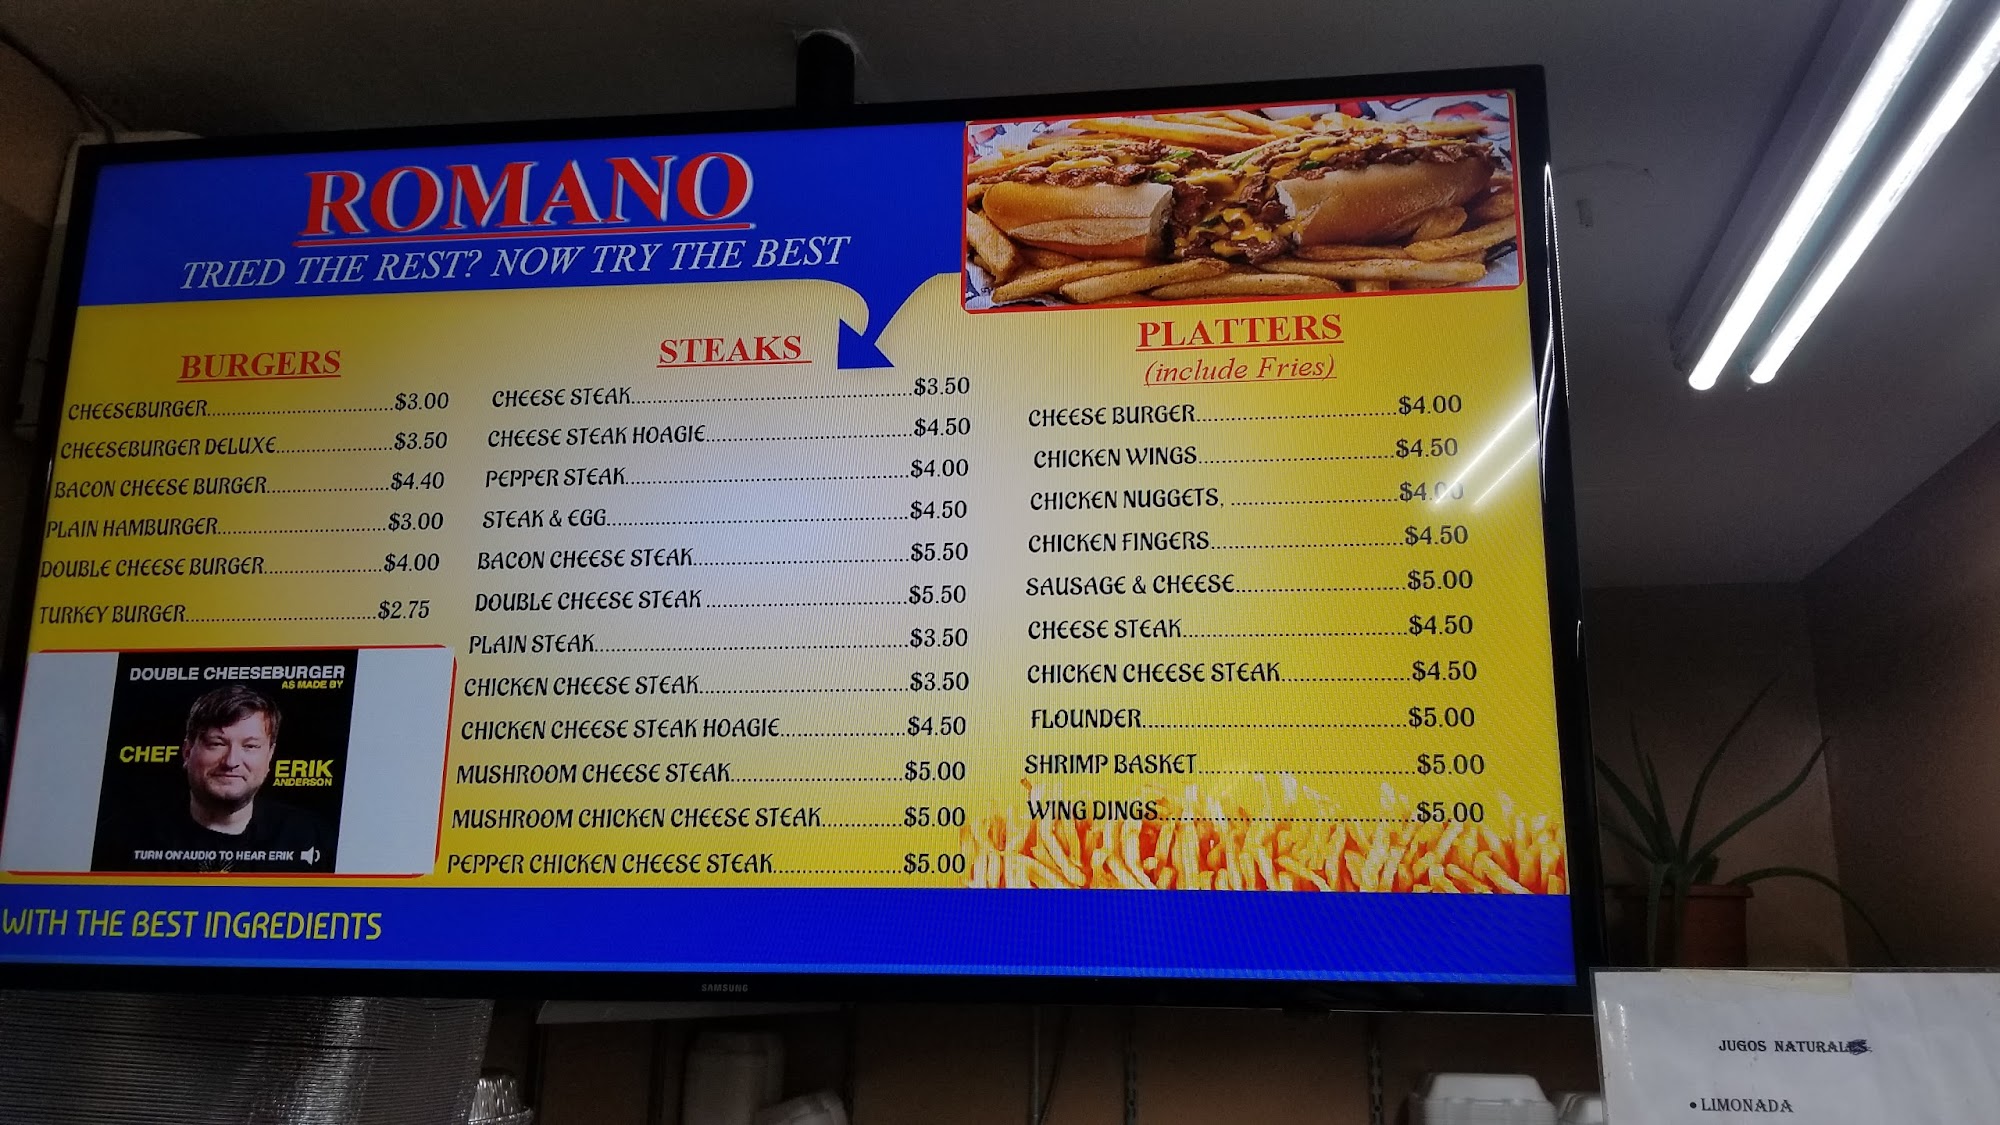 ROMANO
TRIED THE REST? NOW TRY THE BEST
BURGERS
CHEESEBURGER..............................$3.00
CHEESEBURGER DELUXE...................$3.50
BACON CHEESE BURGER....................$4.40
PLAIN HAMBURGER...........................$3.00
DOUBLE CHEESE BURGER...................$4.00
TURKEY BURGER...............................$2.75
DOUBLE CHEESEBURGER
AS MADE BY
CHEF
ERIK
ANDERSON
TURN ON AUDIO TO HEAR ERIK
STEAKS
CHEESE STEAK.............................................$3.50
CHEESE STEAK HOAGIE.................................$4.50
PEPPER STEAK.............................................$4.00
STEAK & EGG................................................$4.50
BACON CHEESE STEAK...................................$5.50
DOUBLE CHEESE STEAK ................................$5.50
PLAIN STEAK..................................................$3.50
CHICKEN CHEESE STEAK.................................$3.50
CHICKEN CHEESE STEAK HOAGIE....................$4.50
MUSHROOM CHEESE STEAK............................$5.00
MUSHROOM CHICKEN CHEESE STEAK.............$5.00
PEPPER CHICKEN CHEESE STEAK....................$5.00
PLATTERS
(include Fries)
CHEESE BURGER................................$4.00
CHICKEN WINGS...............................$4.50
CHICKEN NUGGETS, ..........................$4.00
CHICKEN FINGERS..............................$4.50
SAUSAGE & CHEESE...........................$5.00
CHEESE STEAK...................................$4.50
CHICKEN CHEESE STEAK....................$4.50
FLOUNDER.........................................$5.00
SHRIMP BASKET.................................$5.00
WING DINGS.......................................$5.00
WITH THE BEST INGREDIENTS
SAMSUNG
JUGOS NATURALES
• LIMONADA